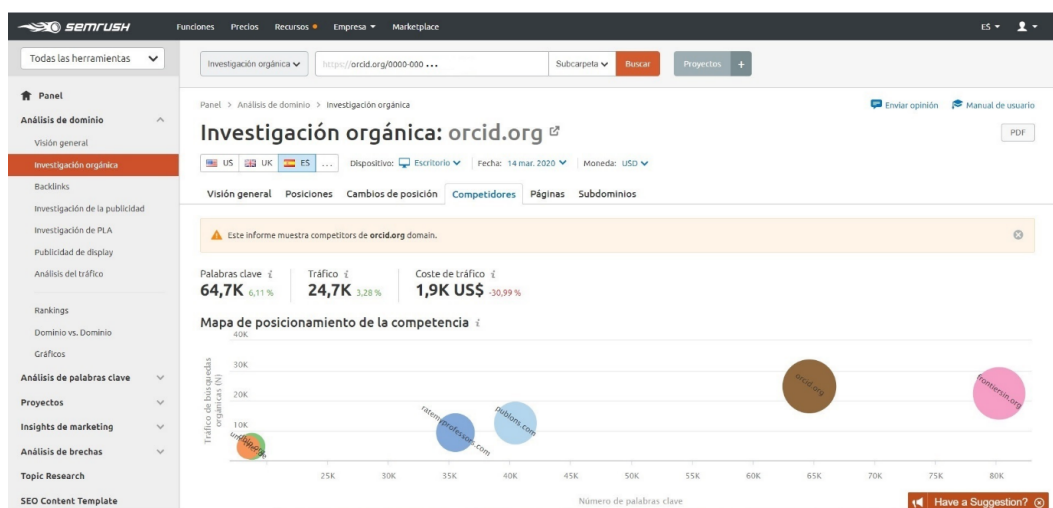 semrush
Funciones Precios Recursos Empresa Marketplace ES
Todas las herramientas
Investigación orgánica https://orcid.org/0000-000 ... Subcarpeta Buscar Proyectos +
Panel
Panel > Análisis de dominio > Investigación orgánica Enviar opinión Manual de usuario
Análisis de dominio
Investigación orgánica: orcid.org PDF
Visión general
Investigación orgánica
US UK ES ... Dispositivo: Escritorio Fecha: 14 mar. 2020 Moneda: USD
Backlinks
Visión general Posiciones Cambios de posición Competidores Páginas Subdominios
Investigación de la publicidad
Investigación de PLA
Este informe muestra competitors de orcid.org domain.
Publicidad de display
Análisis del tráfico
Palabras clave i Tráfico i Coste de tráfico i
64,7K 6,11 % 24,7K 3,28 % 1,9K US$ -30,99 %
Rankings
Mapa de posicionamiento de la competencia i
Dominio vs. Dominio
Gráficos
Análisis de palabras clave
Proyectos
Insights de marketing
Análisis de brechas
Topic Research
SEO Content Template
Tráfico de búsquedas
orgánicas (N)
40K
30K
20K
10K
orcid.org
frontiersin.org
publons.com
ratemyprofessors.com
25K 30K 35K 40K 45K 50K 55K 60K 65K 70K 75K 80K
Número de palabras clave
Have a Suggestion?